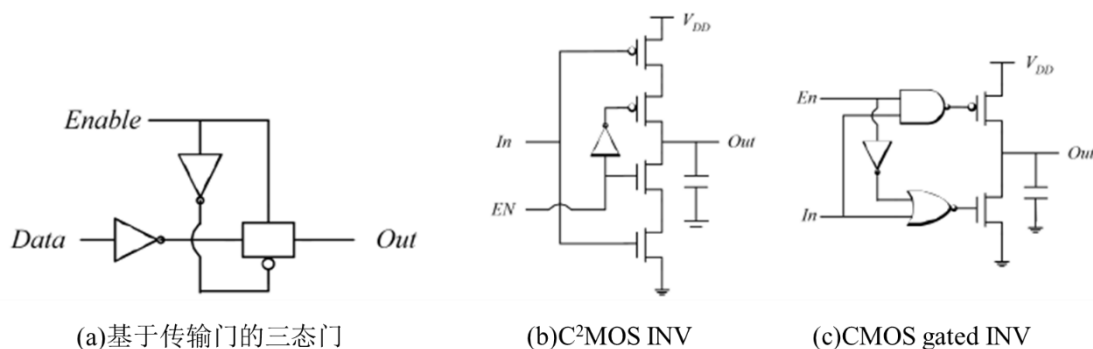 Enable
Data
Out
(a)基于传输门的三态门
V_DD
In
EN
Out
(b)C²MOS INV
V_DD
En
In
Out
(c)CMOS gated INV